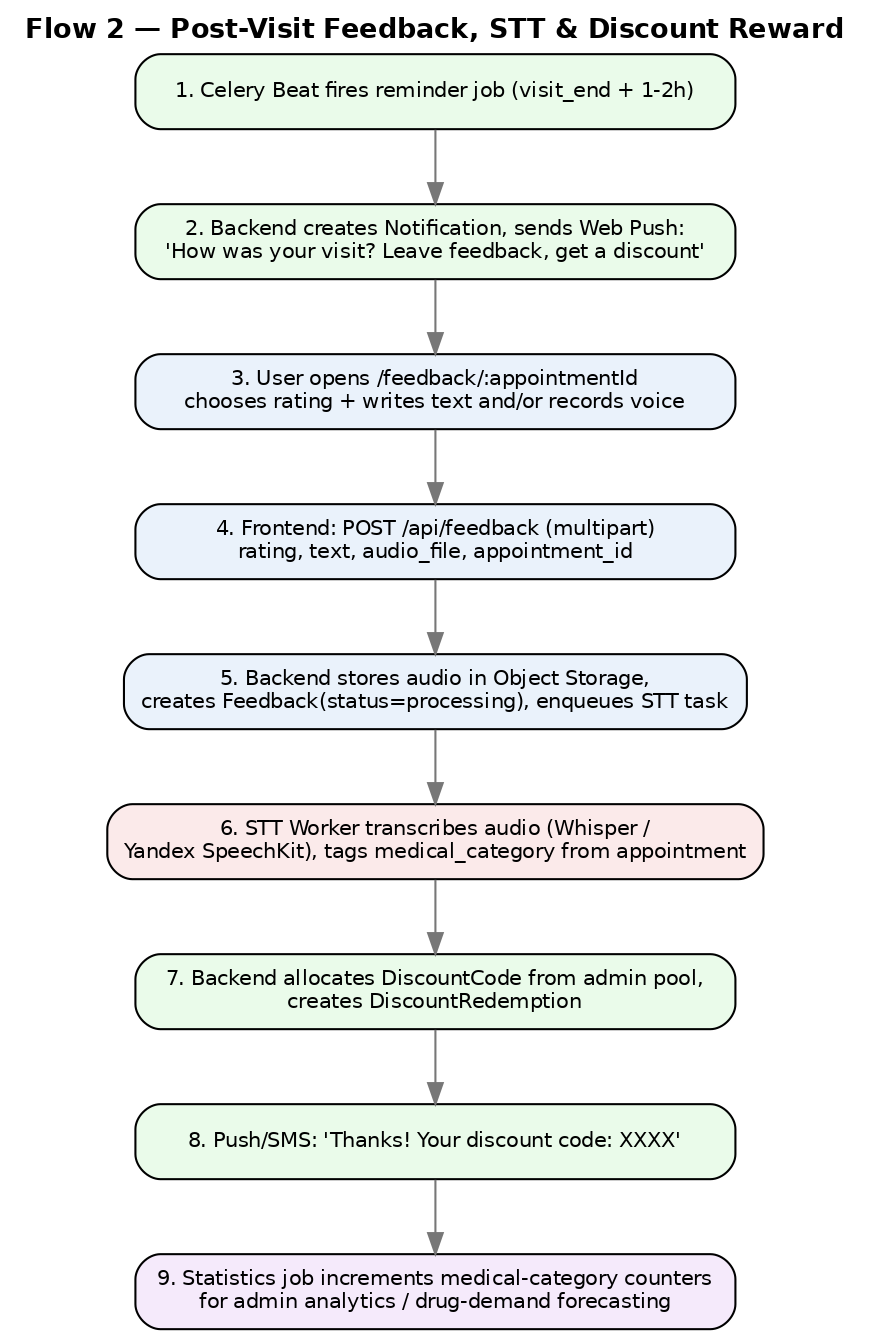 Flow 2 — Post-Visit Feedback, STT & Discount Reward
1. Celery Beat fires reminder job (visit_end + 1-2h)
2. Backend creates Notification, sends Web Push:
'How was your visit? Leave feedback, get a discount'
3. User opens /feedback/:appointmentId
chooses rating + writes text and/or records voice
4. Frontend: POST /api/feedback (multipart)
rating, text, audio_file, appointment_id
5. Backend stores audio in Object Storage,
creates Feedback(status=processing), enqueues STT task
6. STT Worker transcribes audio (Whisper /
Yandex SpeechKit), tags medical_category from appointment
7. Backend allocates DiscountCode from admin pool,
creates DiscountRedemption
8. Push/SMS: 'Thanks! Your discount code: XXXX'
9. Statistics job increments medical-category counters
for admin analytics / drug-demand forecasting